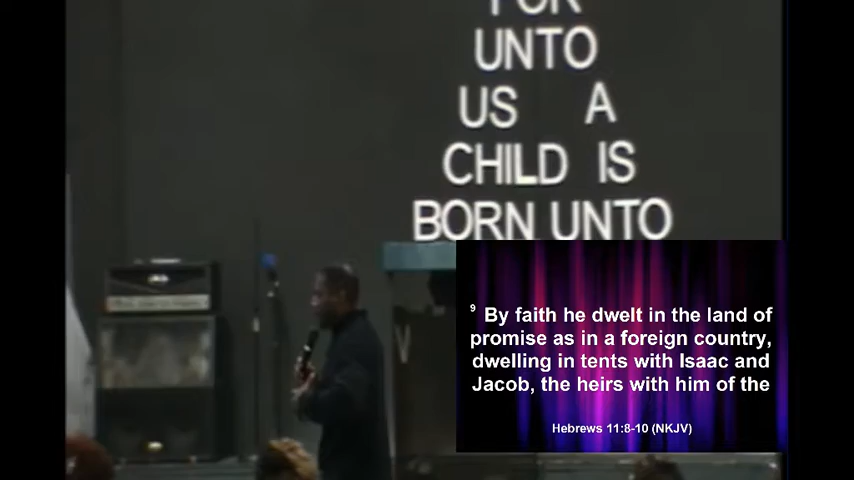 FOR
UNTO
US A
CHILD IS
BORN UNTO
9 By faith he dwelt in the land of
promise as in a foreign country,
dwelling in tents with Isaac and
Jacob, the heirs with him of the
Hebrews 11:8-10 (NKJV)